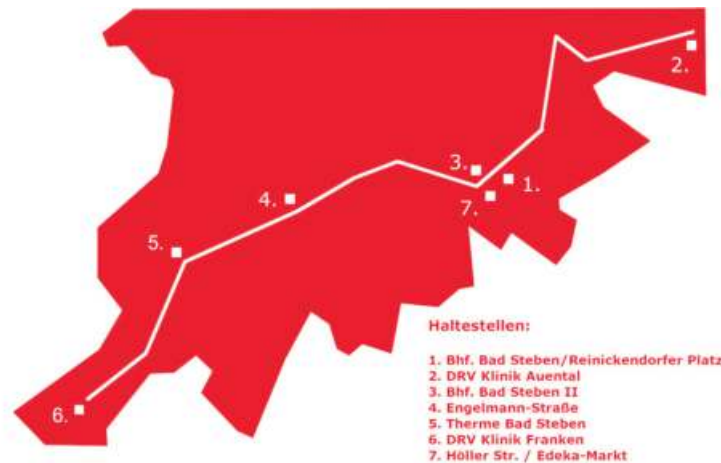 2.
3.
1.
4.
7.
5.
6.
Haltestellen:
1. Bhf. Bad Steben/Reinickendorfer Platz
2. DRV Klinik Auental
3. Bhf. Bad Steben II
4. Engelmann-Straße
5. Therme Bad Steben
6. DRV Klinik Franken
7. Höller Str. / Edeka-Markt